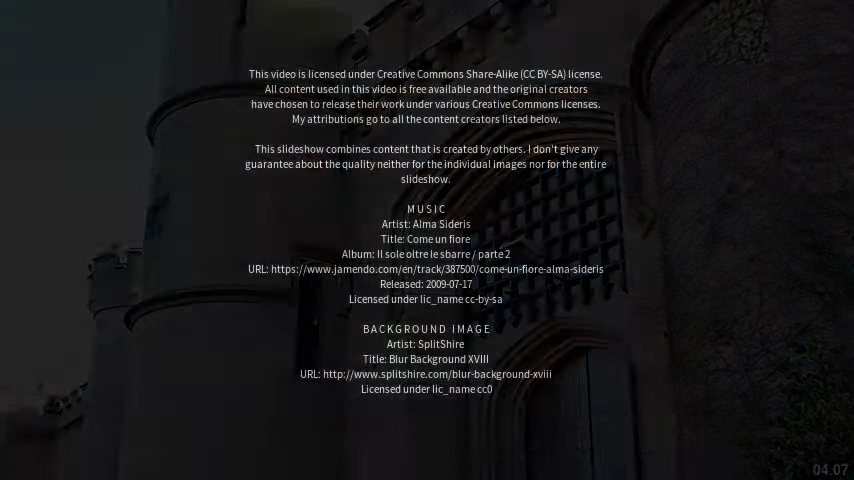 This video is licensed under Creative Commons Share-Alike (CC BY-SA) license.
All content used in this video is free available and the original creators
have chosen to release their work under various Creative Commons licenses.
My attributions go to all the content creators listed below.
This slideshow combines content that is created by others. I don't give any
guarantee about the quality neither for the individual images nor for the entire
slideshow.
MUSIC
Artist: Alma Sideris
Title: Come un fiore
Album: Il sole oltre le sbarre / parte 2
URL: https://www.jamendo.com/en/track/387500/come-un-fiore-alma-sideris
Released: 2009-07-17
Licensed under lic_name cc-by-sa
BACKGROUND IMAGE
Artist: SplitShire
Title: Blur Background XVIII
URL: http://www.splitshire.com/blur-background-xviii
Licensed under lic_name cc0
04.07